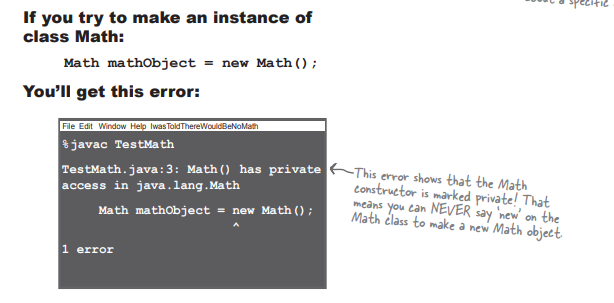 If you try to make an instance of
class Math:
Math mathObject = new Math();
You'll get this error:
File Edit Window Help IwasToldThereWouldBeNoMath
%javac TestMath
TestMath.java:3: Math() has private
access in java.lang.Math
Math mathObject = new Math();
^
1 error
This error shows that the Math
constructor is marked private! That
means you can NEVER say 'new' on the
Math class to make a new Math object.